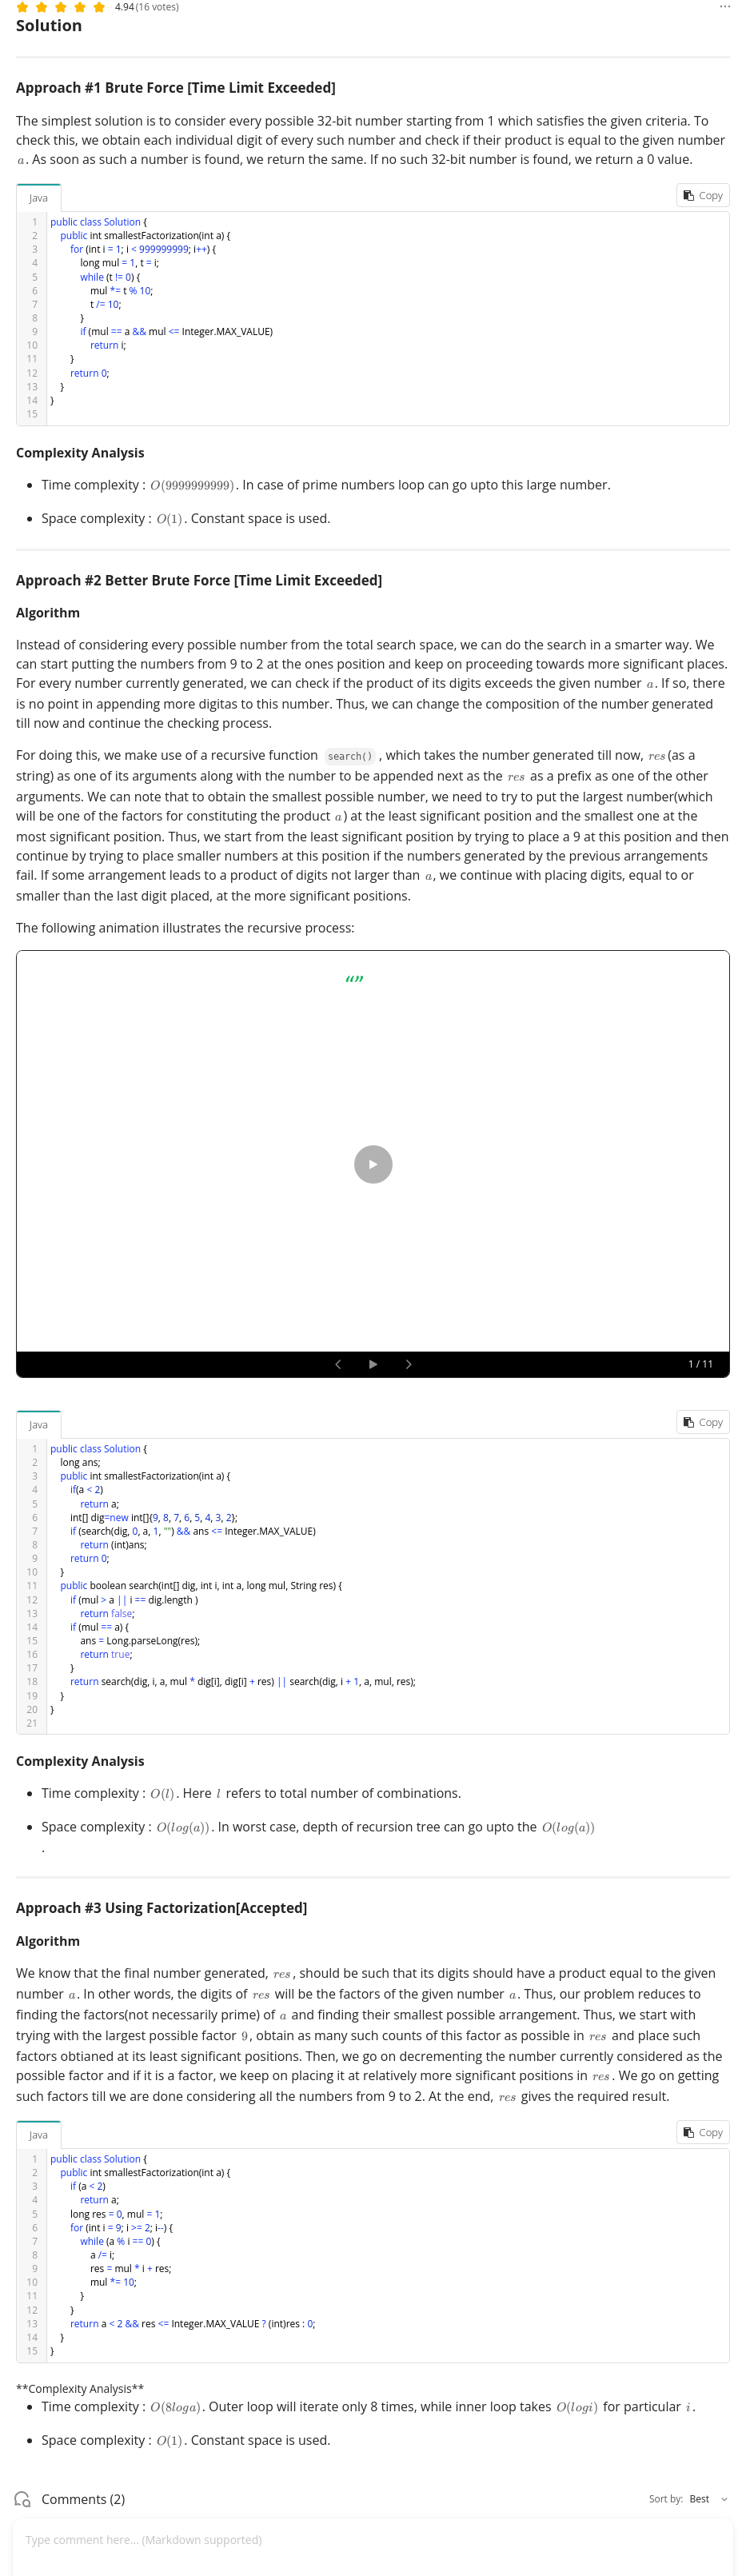 4.94 (16 votes)
Solution
Approach #1 Brute Force [Time Limit Exceeded]
The simplest solution is to consider every possible 32-bit number starting from 1 which satisfies the given criteria. To
check this, we obtain each individual digit of every such number and check if their product is equal to the given number
a. As soon as such a number is found, we return the same. If no such 32-bit number is found, we return a 0 value.
Java
Copy
1 public class Solution {
2 public int smallestFactorization(int a) {
3 for (int i = 1; i < 999999999; i++) {
4 long mul = 1, t = i;
5 while (t != 0) {
6 mul *= t % 10;
7 t /= 10;
8 }
9 if (mul == a && mul <= Integer.MAX_VALUE)
10 return i;
11 }
12 return 0;
13 }
14 }
15
Complexity Analysis
• Time complexity : O(9999999999). In case of prime numbers loop can go upto this large number.
• Space complexity : O(1). Constant space is used.
Approach #2 Better Brute Force [Time Limit Exceeded]
Algorithm
Instead of considering every possible number from the total search space, we can do the search in a smarter way. We
can start putting the numbers from 9 to 2 at the ones position and keep on proceeding towards more significant places.
For every number currently generated, we can check if the product of its digits exceeds the given number a. If so, there
is no point in appending more digitas to this number. Thus, we can change the composition of the number generated
till now and continue the checking process.
For doing this, we make use of a recursive function search() , which takes the number generated till now, res(as a
string) as one of its arguments along with the number to be appended next as the res as a prefix as one of the other
arguments. We can note that to obtain the smallest possible number, we need to try to put the largest number(which
will be one of the factors for constituting the product a) at the least significant position and the smallest one at the
most significant position. Thus, we start from the least significant position by trying to place a 9 at this position and then
continue by trying to place smaller numbers at this position if the numbers generated by the previous arrangements
fail. If some arrangement leads to a product of digits not larger than a, we continue with placing digits, equal to or
smaller than the last digit placed, at the more significant positions.
The following animation illustrates the recursive process:
“”
1 / 11
Java
Copy
1 public class Solution {
2 long ans;
3 public int smallestFactorization(int a) {
4 if(a < 2)
5 return a;
6 int[] dig=new int[]{9, 8, 7, 6, 5, 4, 3, 2};
7 if (search(dig, 0, a, 1, "") && ans <= Integer.MAX_VALUE)
8 return (int)ans;
9 return 0;
10 }
11 public boolean search(int[] dig, int i, int a, long mul, String res) {
12 if (mul > a || i == dig.length )
13 return false;
14 if (mul == a) {
15 ans = Long.parseLong(res);
16 return true;
17 }
18 return search(dig, i, a, mul * dig[i], dig[i] + res) || search(dig, i + 1, a, mul, res);
19 }
20 }
21
Complexity Analysis
• Time complexity : O(l). Here l refers to total number of combinations.
• Space complexity : O(log(a)). In worst case, depth of recursion tree can go upto the O(log(a))
.
Approach #3 Using Factorization[Accepted]
Algorithm
We know that the final number generated, res, should be such that its digits should have a product equal to the given
number a. In other words, the digits of res will be the factors of the given number a. Thus, our problem reduces to
finding the factors(not necessarily prime) of a and finding their smallest possible arrangement. Thus, we start with
trying with the largest possible factor 9, obtain as many such counts of this factor as possible in res and place such
factors obtianed at its least significant positions. Then, we go on decrementing the number currently considered as the
possible factor and if it is a factor, we keep on placing it at relatively more significant positions in res. We go on getting
such factors till we are done considering all the numbers from 9 to 2. At the end, res gives the required result.
Java
Copy
1 public class Solution {
2 public int smallestFactorization(int a) {
3 if (a < 2)
4 return a;
5 long res = 0, mul = 1;
6 for (int i = 9; i >= 2; i--) {
7 while (a % i == 0) {
8 a /= i;
9 res = mul * i + res;
10 mul *= 10;
11 }
12 }
13 return a < 2 && res <= Integer.MAX_VALUE ? (int)res : 0;
14 }
15 }
**Complexity Analysis**
• Time complexity : O(8loga). Outer loop will iterate only 8 times, while inner loop takes O(logi) for particular i.
• Space complexity : O(1). Constant space is used.
Comments (2)
Sort by: Best
Type comment here... (Markdown supported)